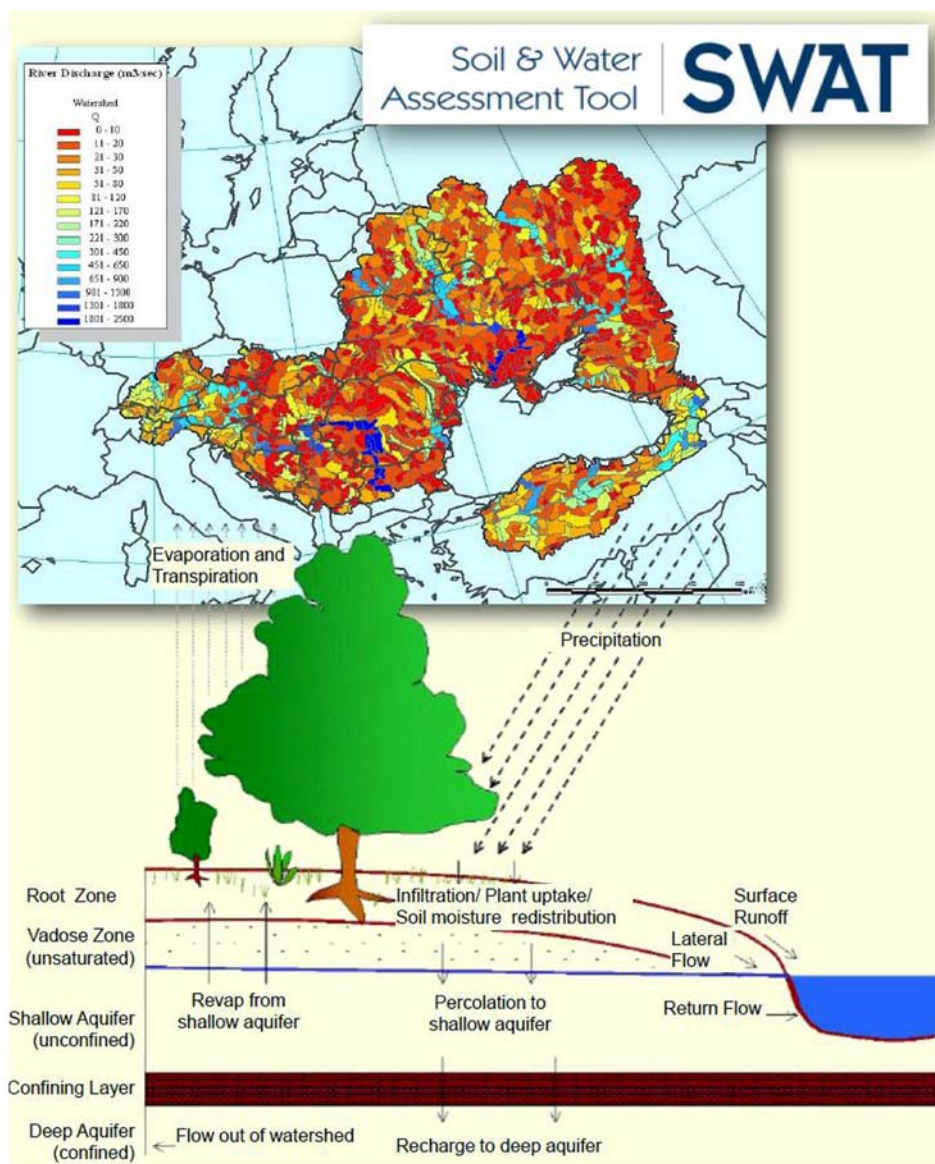 Soil & Water
Assessment Tool
SWAT
River Discharge (m3/sec)
Watershed
Q
0 - 10
11 - 20
21 - 30
31 - 50
51 - 80
81 - 120
121 - 170
171 - 220
221 - 300
301 - 450
451 - 650
651 - 900
901 - 1300
1301 - 1800
1801 - 2500
Evaporation and
Transpiration
Precipitation
Root Zone
Infiltration/ Plant uptake/
Soil moisture redistribution
Surface
Runoff
Vadose Zone
(unsaturated)
Lateral
Flow
Revap from
shallow aquifer
Percolation to
shallow aquifer
Return Flow
Shallow Aquifer
(unconfined)
Confining Layer
Deep Aquifer
(confined)
Flow out of watershed
Recharge to deep aquifer